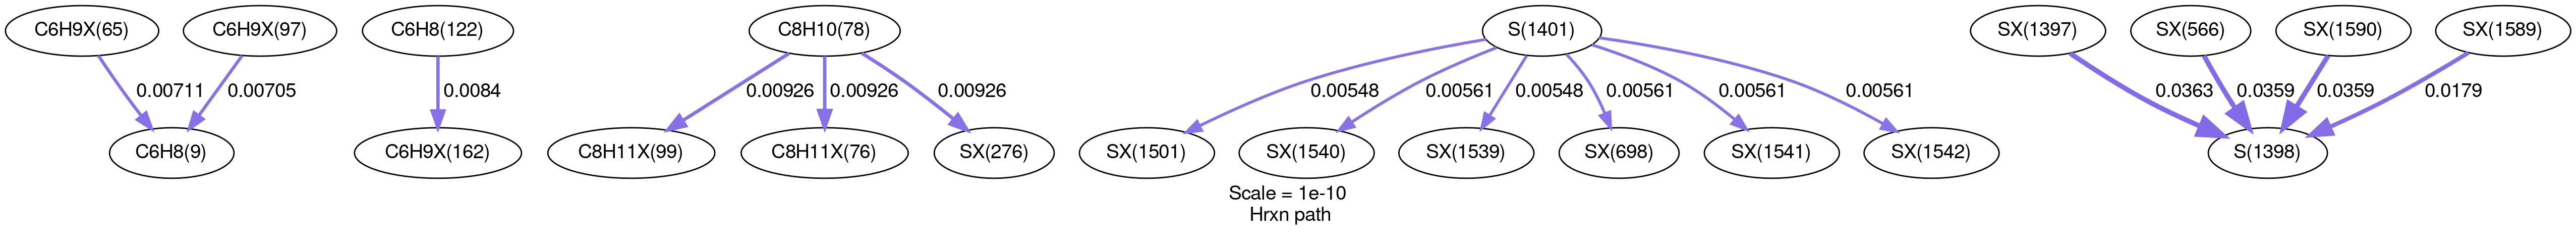 C6H9X(65) C6H9X(97) C6H8(122) C8H10(78) S(1401) SX(1397) SX(566) SX(1590) SX(1589)
0.00711 0.00705 0.0084 0.00926 0.00926 0.00926 0.00548 0.00561 0.00548 0.00561 0.00561 0.00561 0.0363 0.0359 0.0359 0.0179
C6H8(9) C6H9X(162) C8H11X(99) C8H11X(76) SX(276) SX(1501) SX(1540) SX(1539) SX(698) SX(1541) SX(1542) S(1398)
Scale = 1e-10
Hrxn path